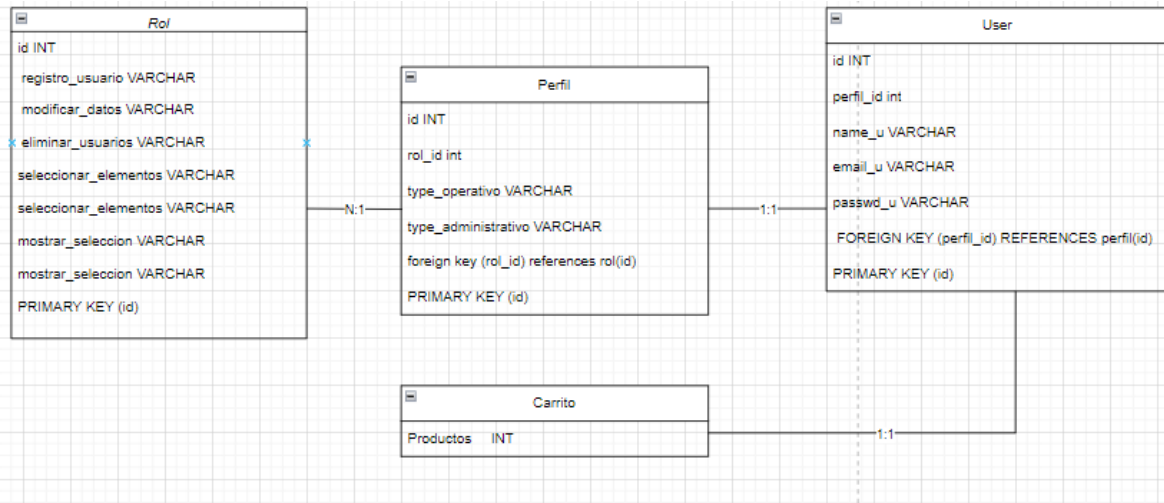 Rol
id INT
registro_usuario VARCHAR
modificar_datos VARCHAR
eliminar_usuarios VARCHAR
seleccionar_elementos VARCHAR
seleccionar_elementos VARCHAR
mostrar_seleccion VARCHAR
mostrar_seleccion VARCHAR
PRIMARY KEY (id)
N:1
Perfil
id INT
rol_id int
type_operativo VARCHAR
type_administrativo VARCHAR
foreign key (rol_id) references rol(id)
PRIMARY KEY (id)
1:1
User
id INT
perfil_id int
name_u VARCHAR
email_u VARCHAR
passwd_u VARCHAR
FOREIGN KEY (perfil_id) REFERENCES perfil(id)
PRIMARY KEY (id)
Carrito
Productos INT
1:1